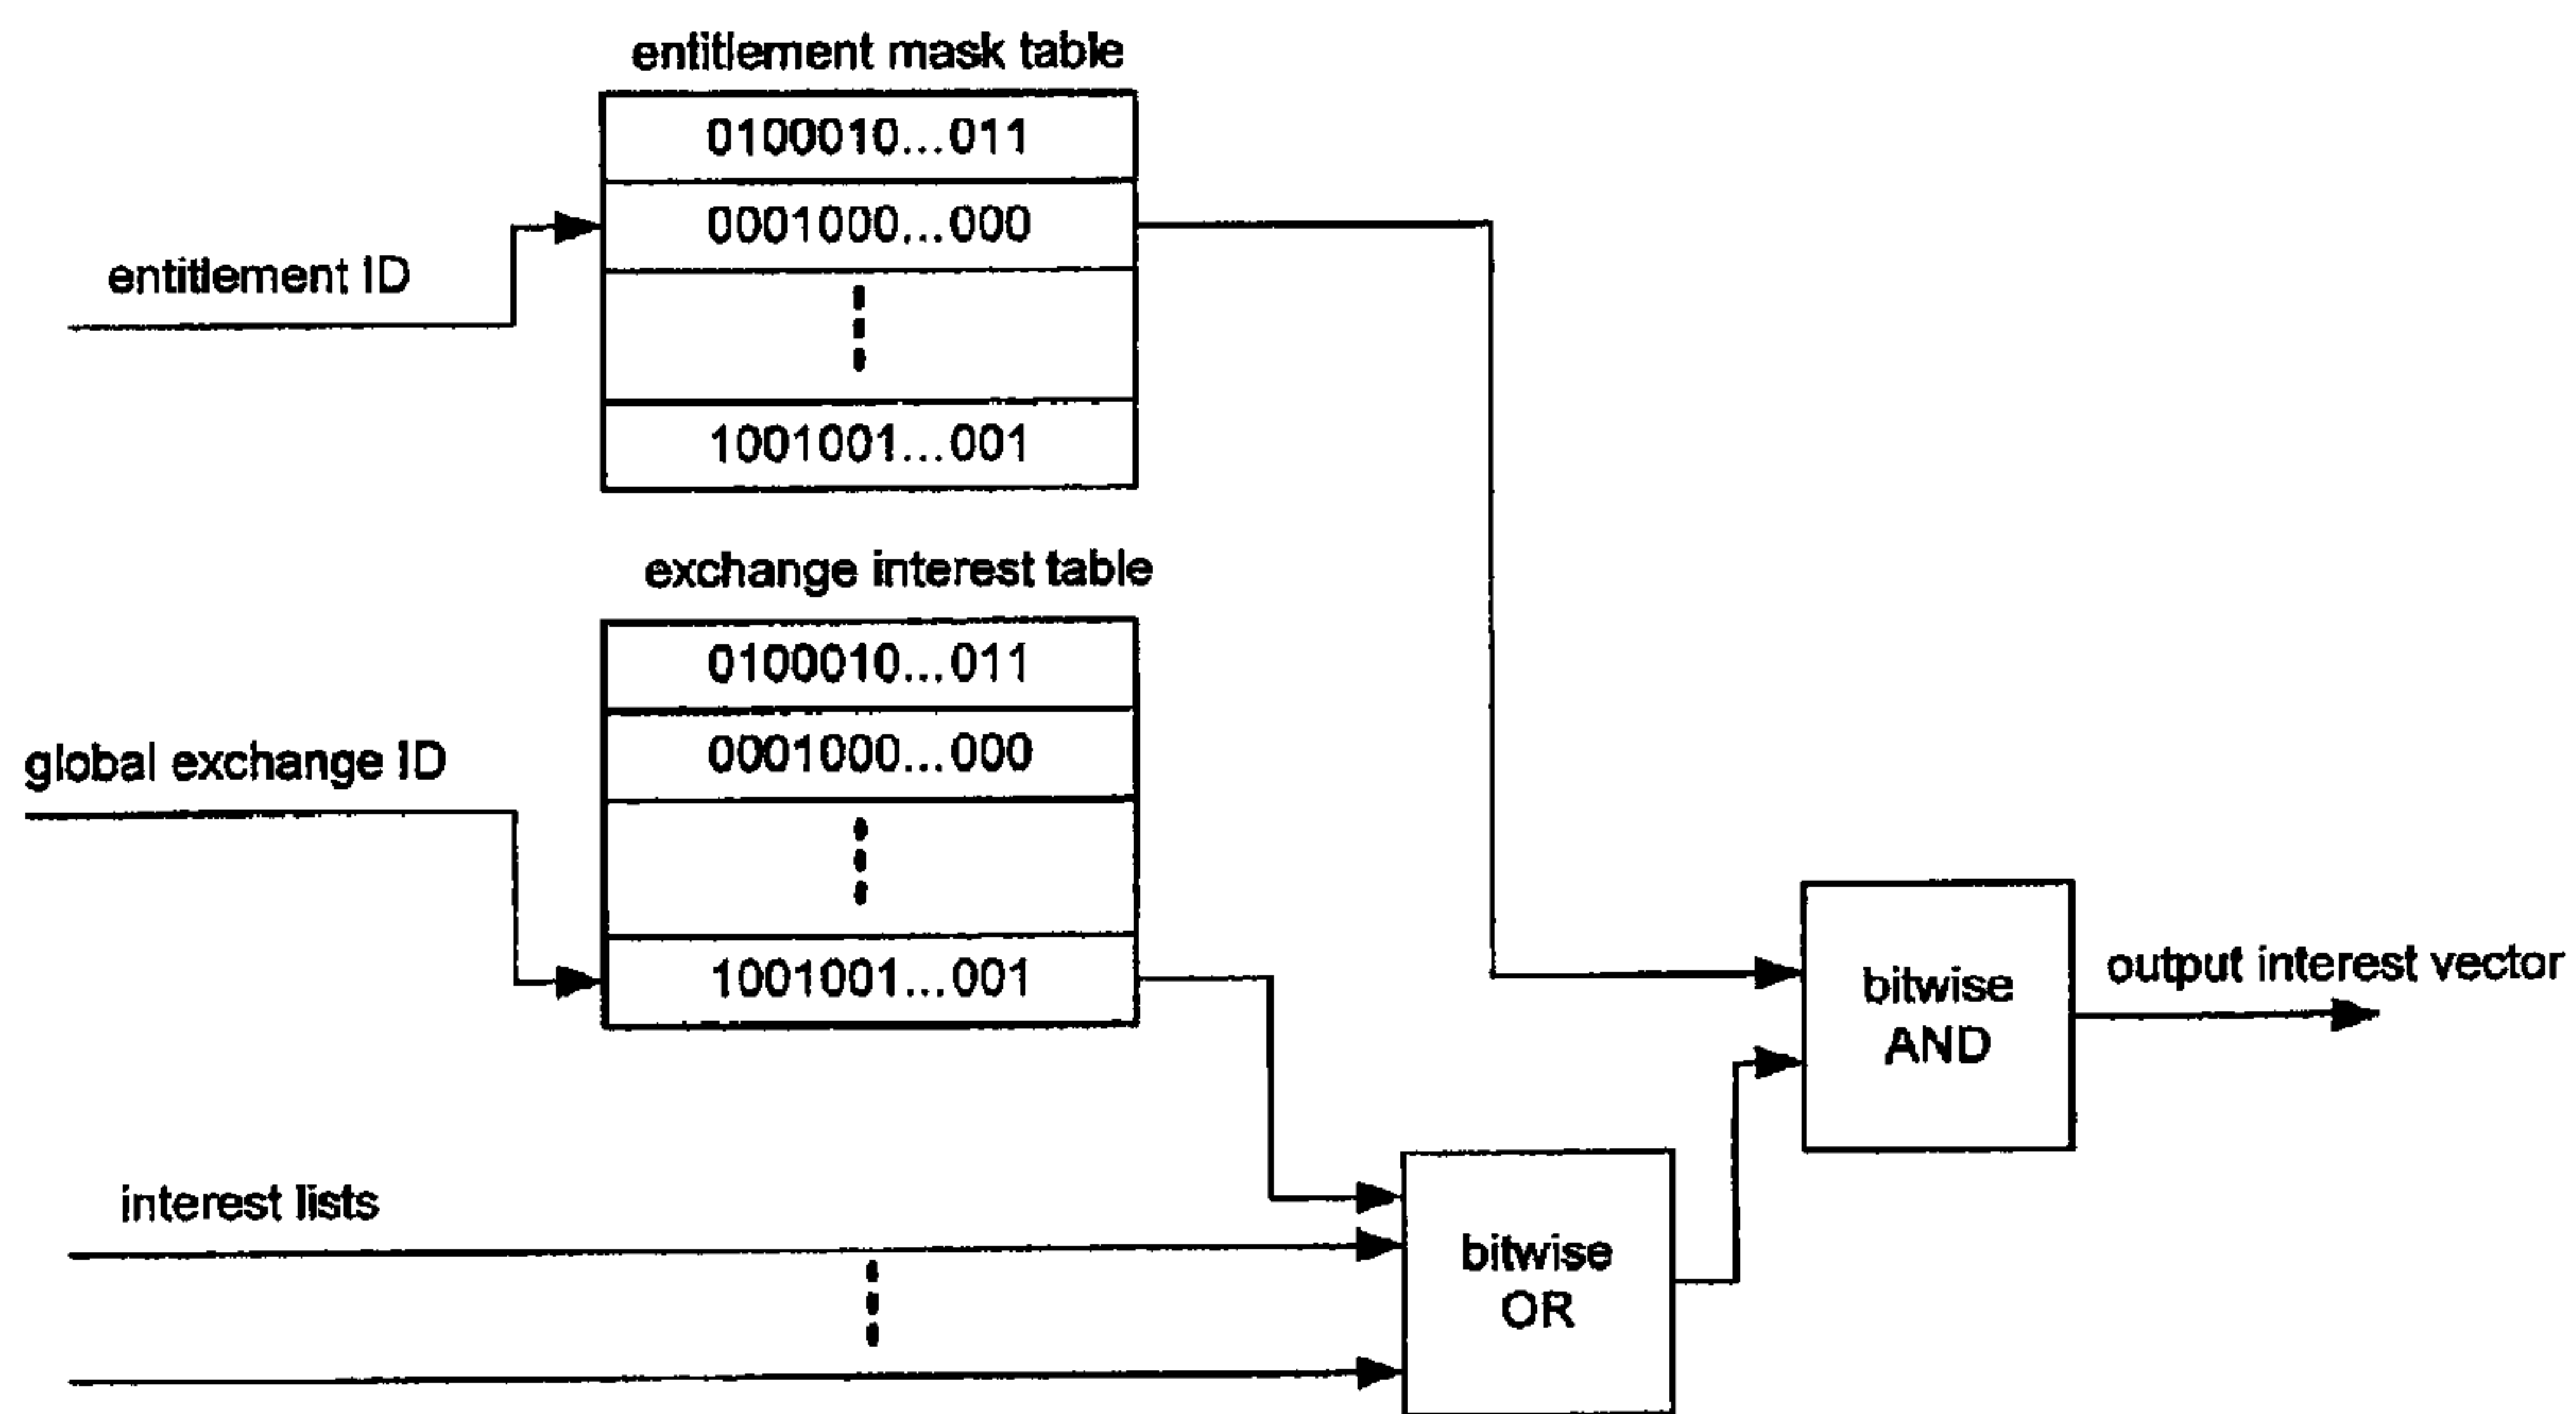 entitlement mask table
0100010...011
0001000...000
1001001...001
entitlement ID
exchange interest table
0100010...011
0001000...000
1001001...001
global exchange ID
interest lists
bitwise
OR
bitwise
AND
output interest vector